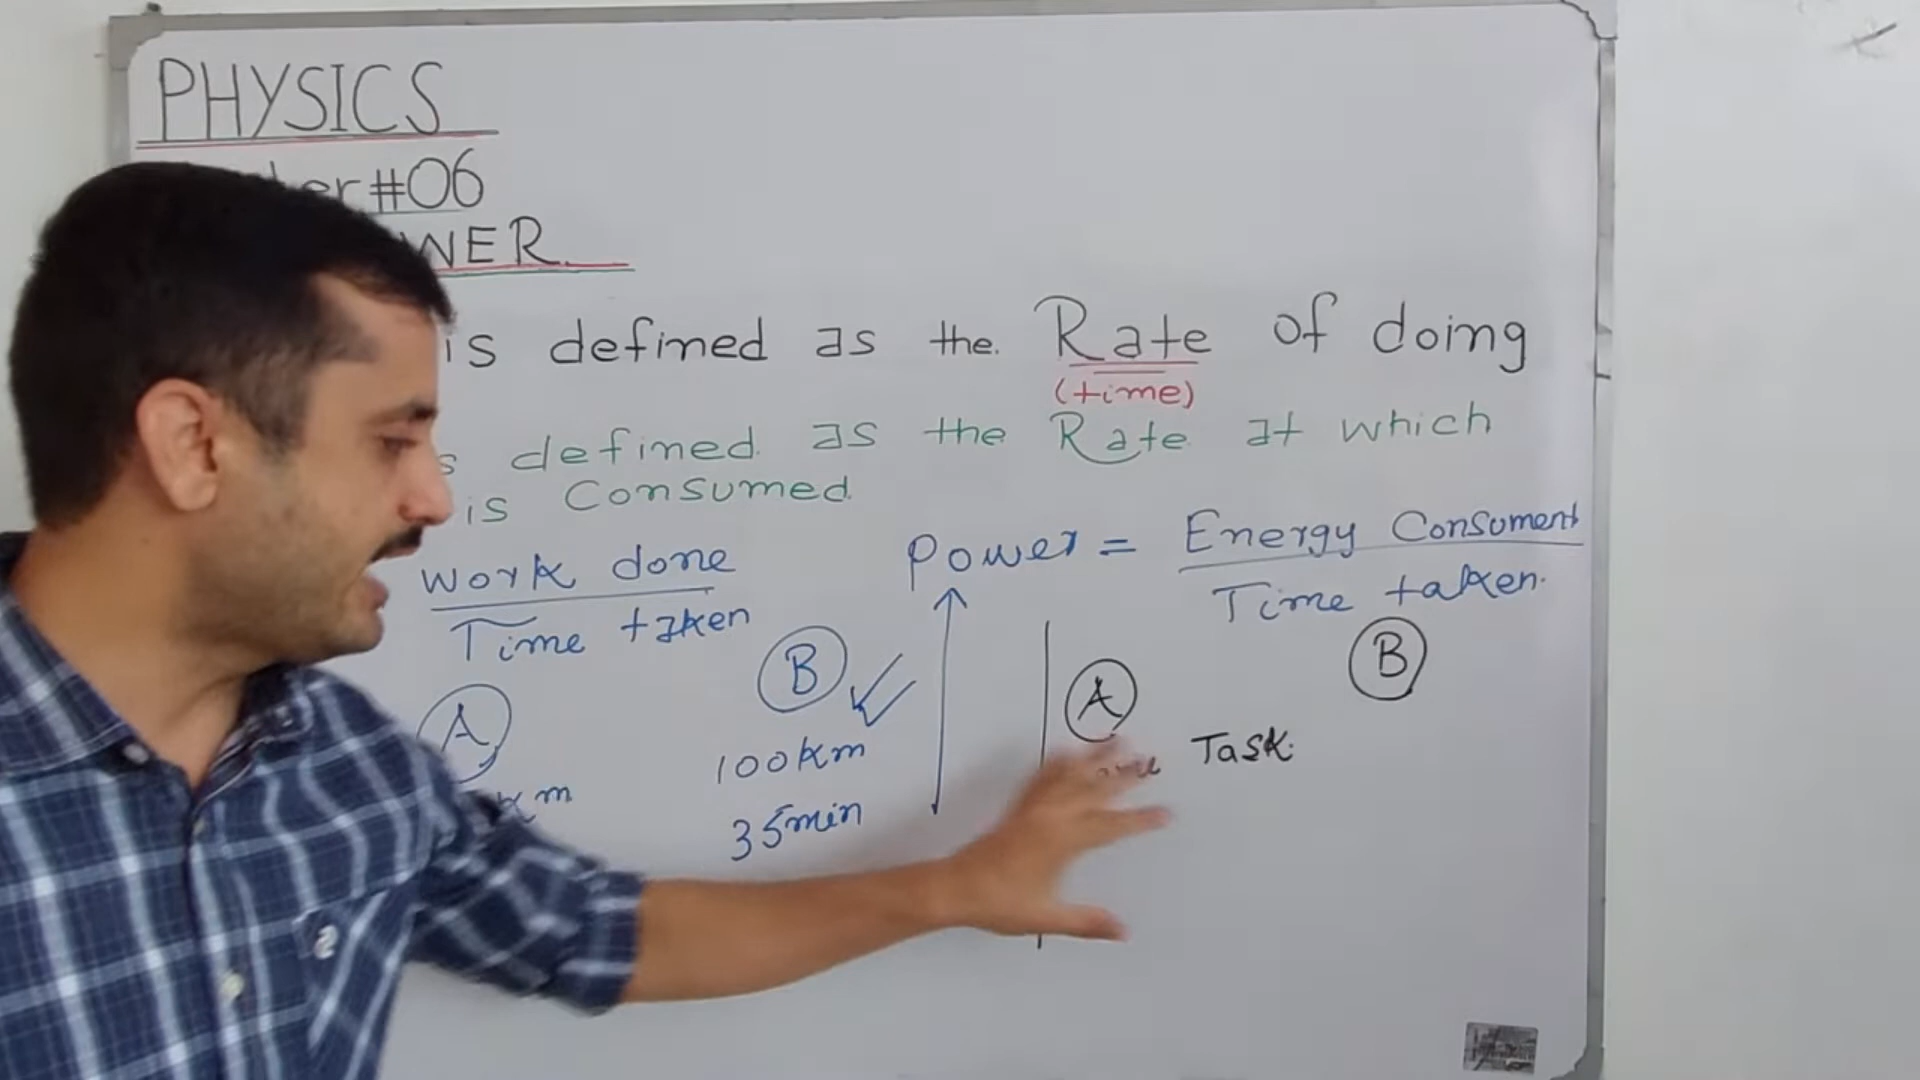 PHYSICS
#06
WER
is defined as the Rate of doing
(time)
defined as the Rate at which
is Consumed
Work done
Time taken
Power = Energy Consument
Time taken
A
B
100km
km
35min
A
B
Task